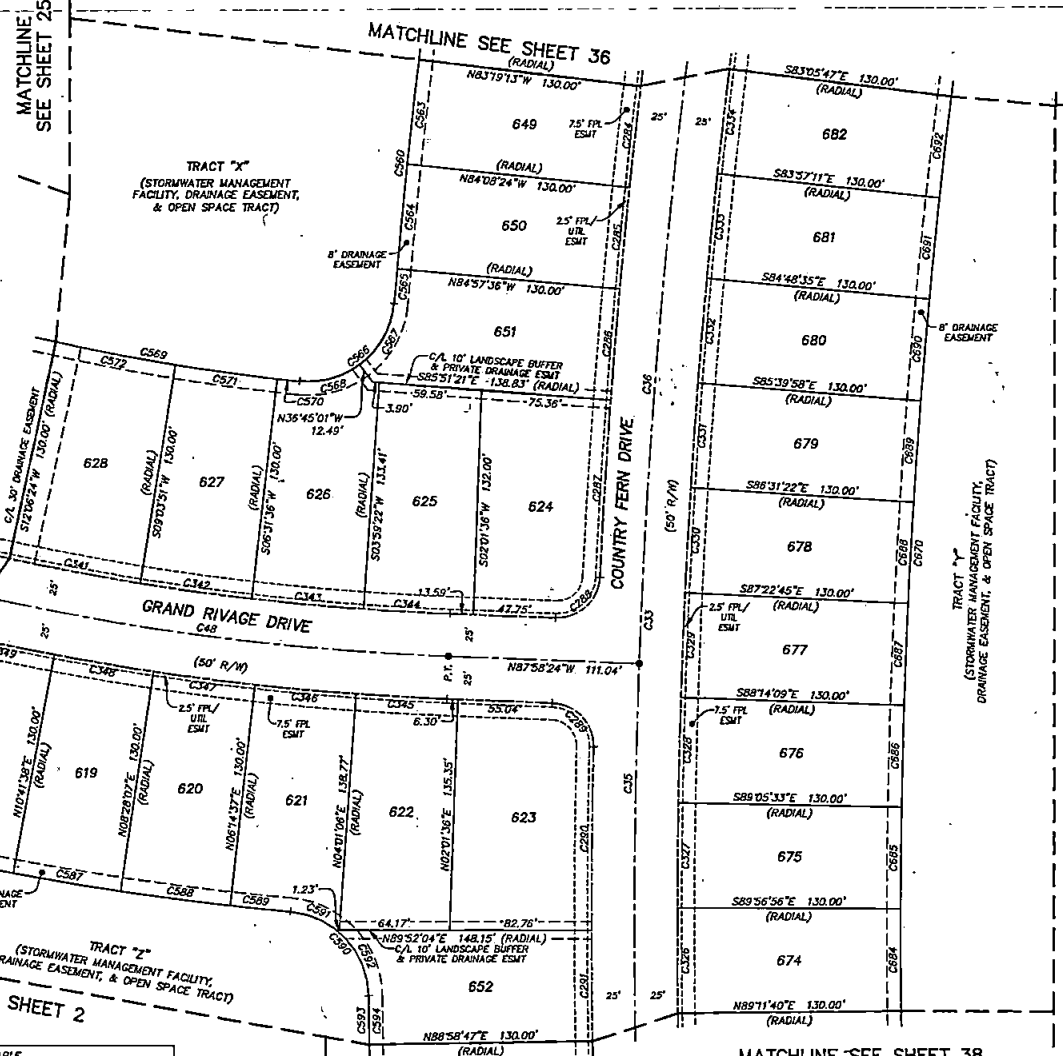 MATCHLINE
SEE SHEET 25
MATCHLINE SEE SHEET 36
(RADIAL)
N83°19'13"W 130.00'
S83°05'47"E 130.00'
(RADIAL)
C563
C284
C334
C692
7.5' FPL
ESMT
25'
25'
649
682
TRACT "X"
(STORMWATER MANAGEMENT
FACILITY, DRAINAGE EASEMENT,
& OPEN SPACE TRACT)
C560
(RADIAL)
N84°08'24"W 130.00'
S83°57'11"E 130.00'
(RADIAL)
C564
650
2.5' FPL/
UTIL
ESMT
C285
C333
681
C691
8' DRAINAGE
EASEMENT
(RADIAL)
N84°57'36"W 130.00'
S84°48'35"E 130.00'
(RADIAL)
C565
651
C286
C332
680
C690
8' DRAINAGE
EASEMENT
C567
C566
C568
C569
C572
C571
C570
C/L 10' LANDSCAPE BUFFER
& PRIVATE DRAINAGE ESMT
S85°51'21"E 138.83' (RADIAL)
59.58'
75.36'
3.90'
N36°45'01"W
12.49'
C36
S85°39'58"E 130.00'
(RADIAL)
C/L 30' DRAINAGE EASEMENT
S12°06'24"W 130.00' (RADIAL)
628
(RADIAL)
S09°03'51"W 130.00'
627
(RADIAL)
S06°31'36"W 130.00'
626
(RADIAL)
S03°59'22"W 133.41'
625
S02°01'36"W 132.00'
624
C287
COUNTRY FERN DRIVE
(50' R/W)
C331
679
C689
S86°31'22"E 130.00'
(RADIAL)
C330
678
C688
C670
TRACT "Y"
(STORMWATER MANAGEMENT FACILITY,
DRAINAGE EASEMENT, & OPEN SPACE TRACT)
C341
C342
C343
C344
13.59'
47.75'
C288
25'
25'
GRAND RIVAGE DRIVE
C48
(50' R/W)
25'
P.T.
25'
N87°58'24"W 111.04'
C33
S87°22'45"E 130.00'
(RADIAL)
2.5' FPL/
UTIL
ESMT
C329
677
C687
349
C348
C347
C346
C345
6.30'
55.04'
C289
S88°14'09"E 130.00'
(RADIAL)
7.5' FPL
ESMT
C328
676
C686
2.5' FPL/
UTIL
ESMT
7.5' FPL
ESMT
N10°41'38"E 130.00'
(RADIAL)
619
N08°28'07"E 130.00'
(RADIAL)
620
N06°14'37"E 130.00'
(RADIAL)
621
N04°01'06"E 138.77'
(RADIAL)
622
N02°01'36"E 135.35'
623
C290
C35
S89°05'33"E 130.00'
(RADIAL)
C327
675
C685
S89°56'56"E 130.00'
(RADIAL)
C587
C588
C589
1.23'
C591
C590
C592
64.17'
82.76'
N89°52'04"E 148.15' (RADIAL)
C/L 10' LANDSCAPE BUFFER
& PRIVATE DRAINAGE ESMT
TRACT "Z"
(STORMWATER MANAGEMENT FACILITY,
DRAINAGE EASEMENT, & OPEN SPACE TRACT)
652
C291
C326
674
C684
25'
25'
SHEET 2
C593
C594
N88°58'47"E 130.00'
(RADIAL)
N89°11'40"E 130.00'
(RADIAL)
MATCHLINE SEE SHEET 38